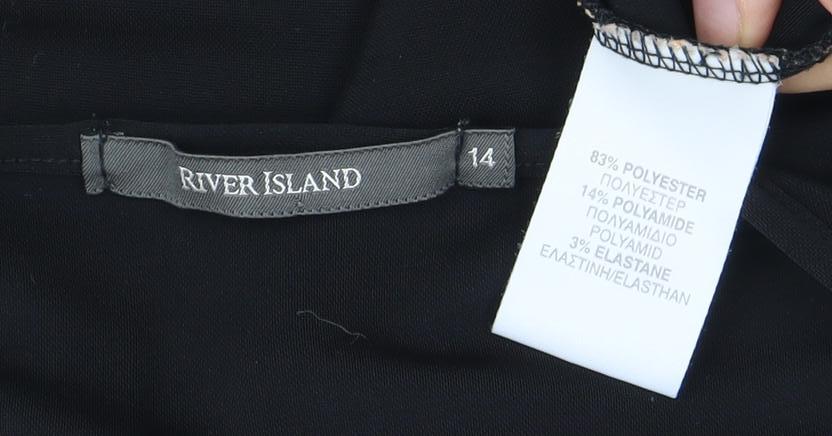 RIVER ISLAND
14
83% POLYESTER
ΠΟΛΥΕΣΤΕΡ
14% POLYAMIDE
ΠΟΛΥΑΜΙΔΙΟ
POLYAMID
3% ELASTANE
ΕΛΑΣΤΙΝΗ/ELASTHAN